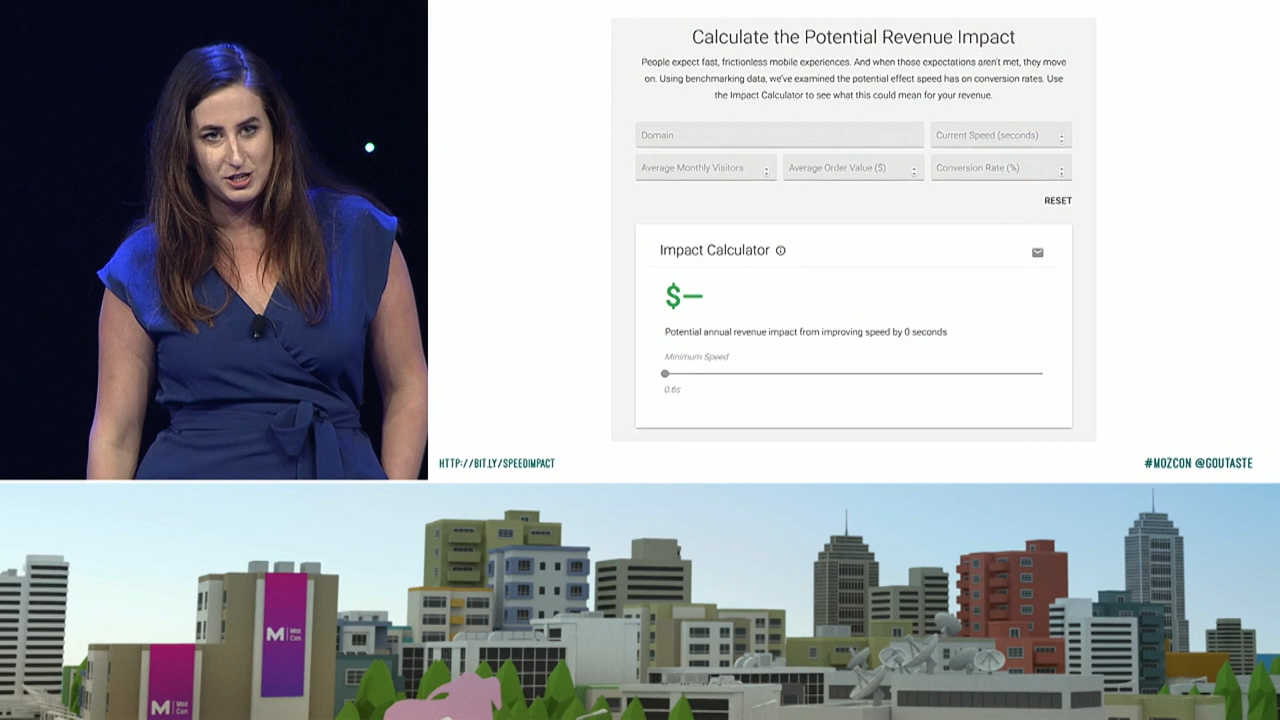 Calculate the Potential Revenue Impact
People expect fast, frictionless mobile experiences. And when those expectations aren't met, they move
on. Using benchmarking data, we've examined the potential effect speed has on conversion rates. Use
the Impact Calculator to see what this could mean for your revenue.
Domain
Current Speed (seconds)
Average Monthly Visitors
Average Order Value ($)
Conversion Rate (%)
RESET
Impact Calculator
$—
Potential annual revenue impact from improving speed by 0 seconds
Minimum Speed
0.6s
HTTP://BIT.LY/SPEEDIMPACT
#MOZCON @GOUTASTE
M Moz
Con
M Moz
Con